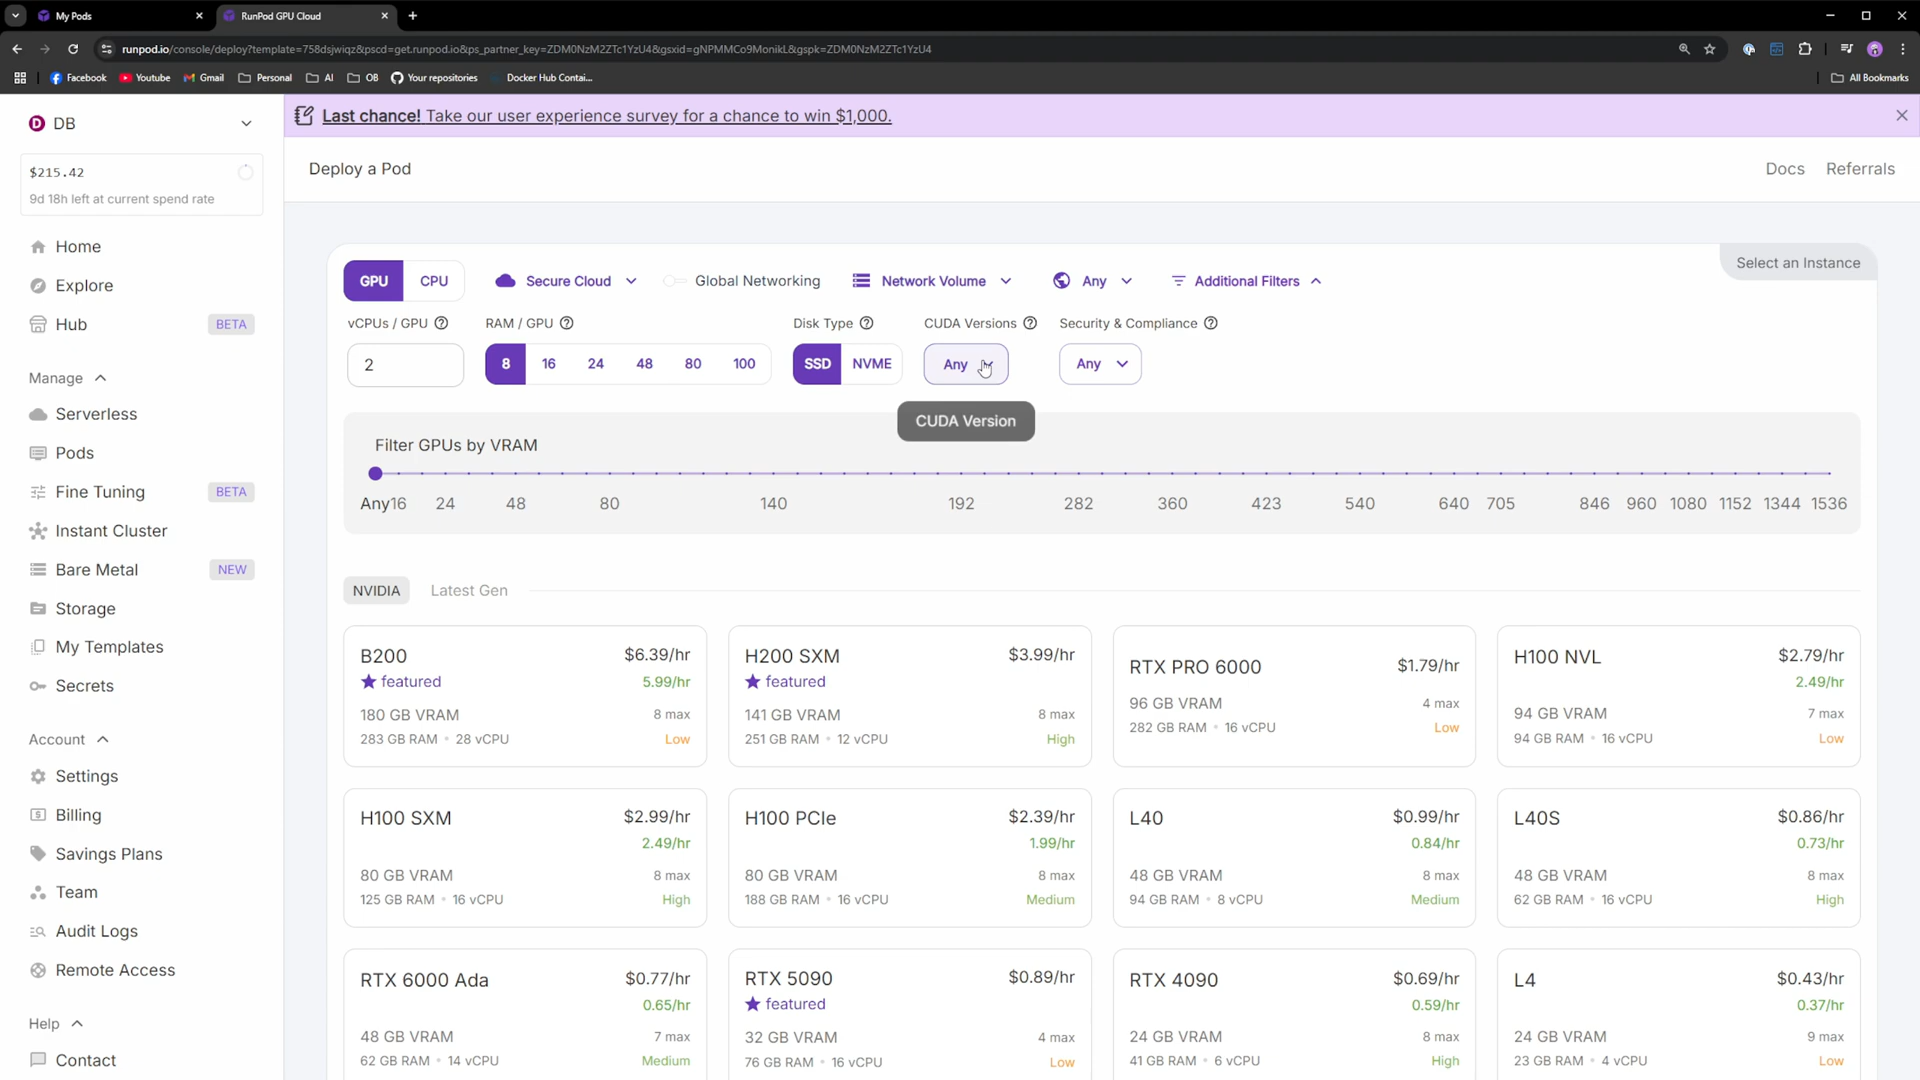 My Pods
RunPod GPU Cloud
runpod.io/console/deploy?template=758dsjwiqz&pscd=get.runpod.io&ps_partner_key=ZDM0NzM2ZTc1YzU4&gsxid=gNPMMCo9MonikL&gspk=ZDM0NzM2ZTc1YzU4
Facebook Youtube Gmail Personal AI OB Your repositories Docker Hub Contai... All Bookmarks
DB
$215.42
9d 18h left at current spend rate
Home
Explore
Hub BETA
Manage
Serverless
Pods
Fine Tuning BETA
Instant Cluster
Bare Metal NEW
Storage
My Templates
Secrets
Account
Settings
Billing
Savings Plans
Team
Audit Logs
Remote Access
Help
Contact
Last chance! Take our user experience survey for a chance to win $1,000.
Deploy a Pod
Docs Referrals
Select an Instance
GPU CPU Secure Cloud Global Networking Network Volume Any Additional Filters
vCPUs / GPU RAM / GPU Disk Type CUDA Versions Security & Compliance
2 8 16 24 48 80 100 SSD NVME Any Any
CUDA Version
Filter GPUs by VRAM
Any 16 24 48 80 140 192 282 360 423 540 640 705 846 960 1080 1152 1344 1536
NVIDIA Latest Gen
B200 $6.39/hr
featured 5.99/hr
180 GB VRAM 8 max
283 GB RAM • 28 vCPU Low
H200 SXM $3.99/hr
featured
141 GB VRAM 8 max
251 GB RAM • 12 vCPU High
RTX PRO 6000 $1.79/hr
96 GB VRAM 4 max
282 GB RAM • 16 vCPU Low
H100 NVL $2.79/hr
2.49/hr
94 GB VRAM 7 max
94 GB RAM • 16 vCPU Low
H100 SXM $2.99/hr
2.49/hr
80 GB VRAM 8 max
125 GB RAM • 16 vCPU High
H100 PCIe $2.39/hr
1.99/hr
80 GB VRAM 8 max
188 GB RAM • 16 vCPU Medium
L40 $0.99/hr
0.84/hr
48 GB VRAM 8 max
94 GB RAM • 8 vCPU Medium
L40S $0.86/hr
0.73/hr
48 GB VRAM 8 max
62 GB RAM • 16 vCPU High
RTX 6000 Ada $0.77/hr
0.65/hr
48 GB VRAM 7 max
62 GB RAM • 14 vCPU Medium
RTX 5090 $0.89/hr
featured
32 GB VRAM 4 max
76 GB RAM • 16 vCPU Low
RTX 4090 $0.69/hr
0.59/hr
24 GB VRAM 8 max
41 GB RAM • 6 vCPU High
L4 $0.43/hr
0.37/hr
24 GB VRAM 9 max
23 GB RAM • 4 vCPU Low